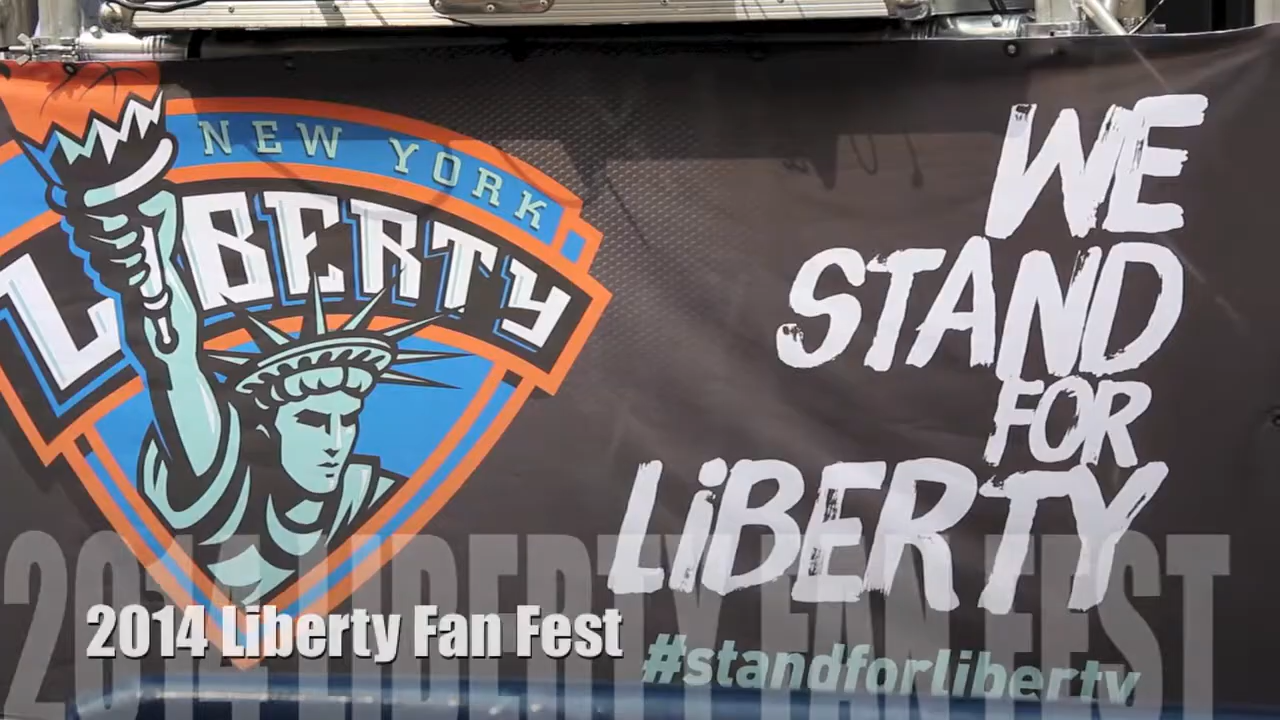 NEW YORK
LIBERTY
WE
STAND
FOR
LiBERTY
2014 LIBERTY FAN FEST
2014 Liberty Fan Fest
#standforliberty